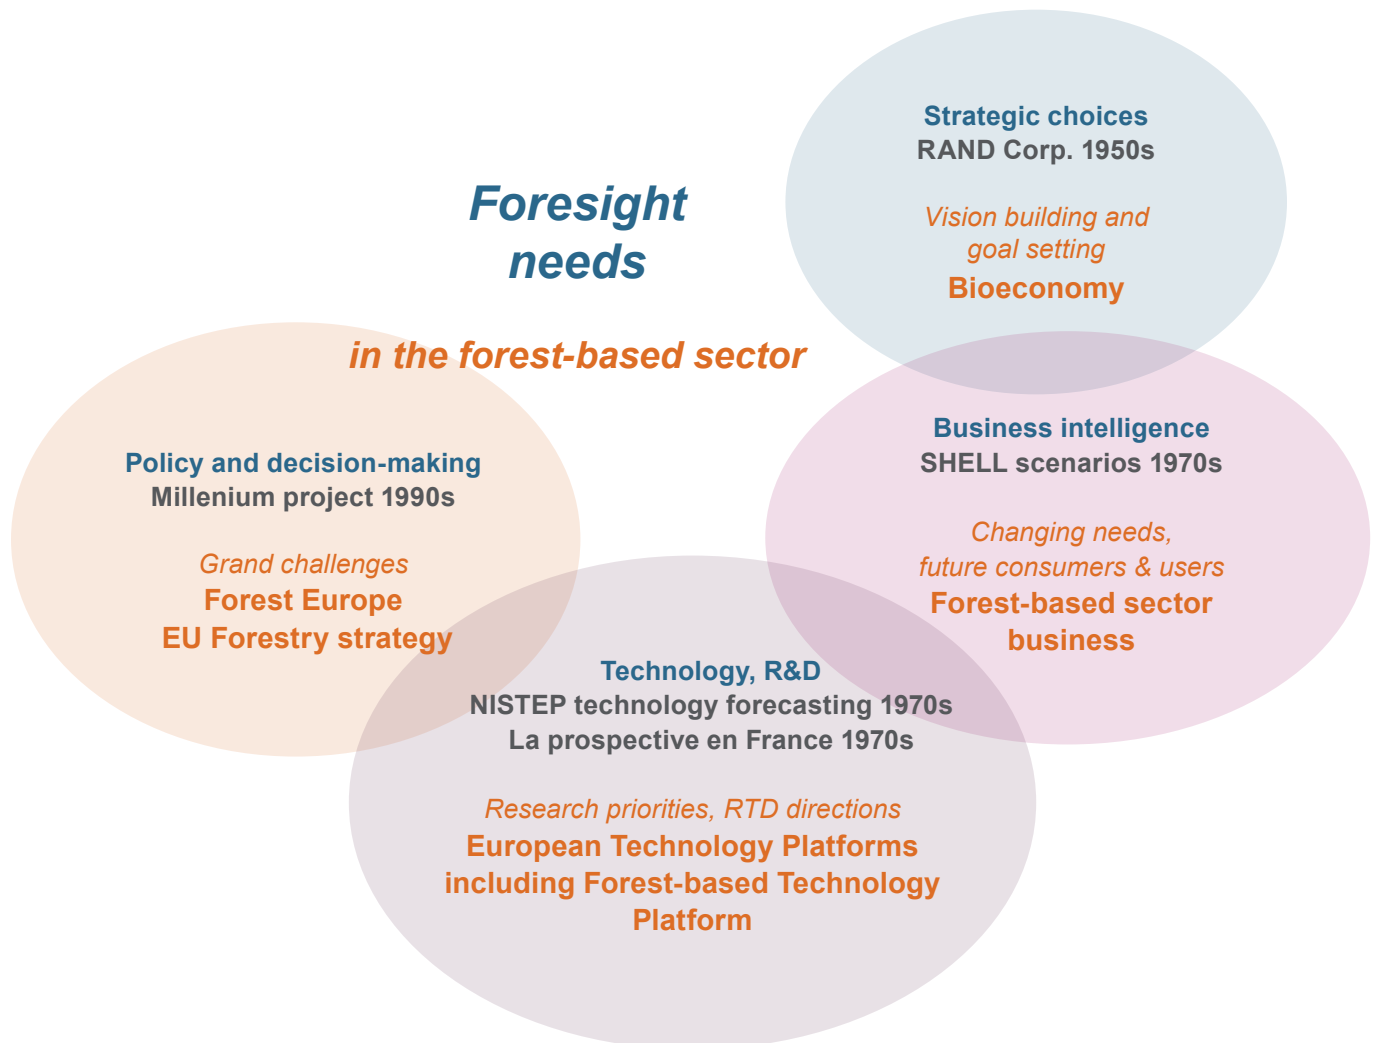 Foresight
needs
in the forest-based sector
Strategic choices
RAND Corp. 1950s
Vision building and
goal setting
Bioeconomy
Business intelligence
SHELL scenarios 1970s
Changing needs,
future consumers & users
Forest-based sector
business
Policy and decision-making
Millenium project 1990s
Grand challenges
Forest Europe
EU Forestry strategy
Technology, R&D
NISTEP technology forecasting 1970s
La prospective en France 1970s
Research priorities, RTD directions
European Technology Platforms
including Forest-based Technology
Platform